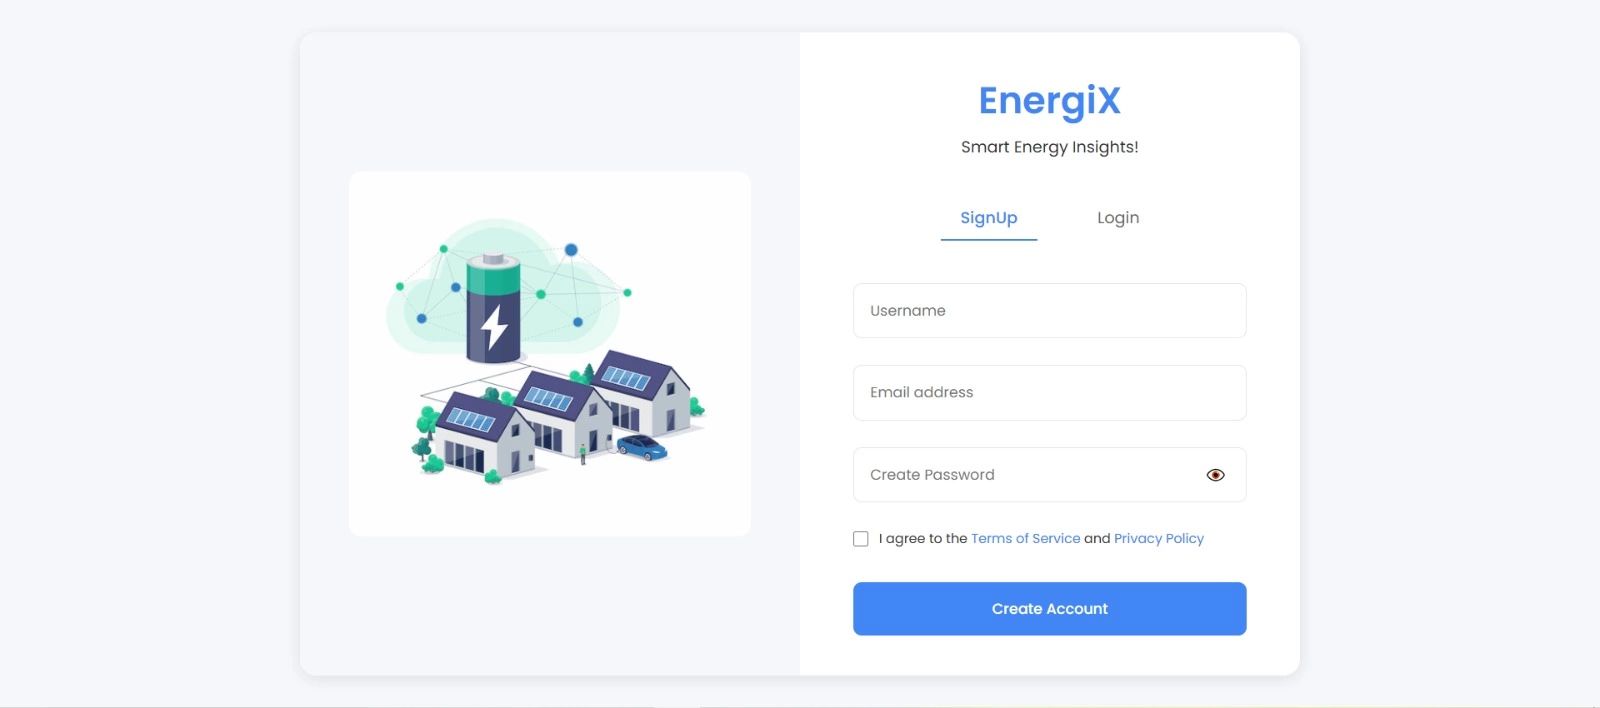 EnergiX
Smart Energy Insights!
SignUp
Login
Username
Email address
Create Password
I agree to the Terms of Service and Privacy Policy
Create Account